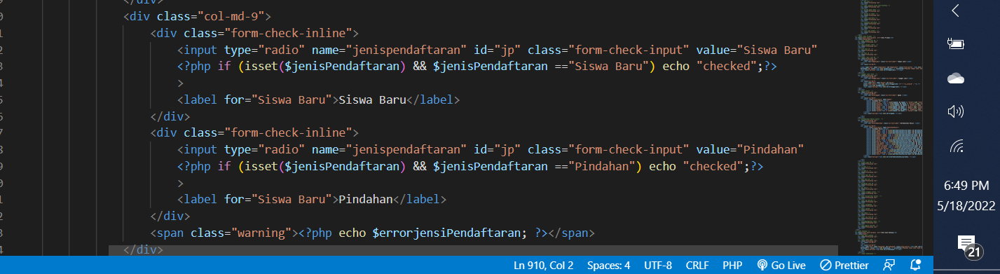 </div>
<div class="col-md-9">
<div class="form-check-inline">
<input type="radio" name="jenispendaftaran" id="jp" class="form-check-input" value="Siswa Baru"
<?php if (isset($jenisPendaftaran) && $jenisPendaftaran =="Siswa Baru") echo "checked";?>
>
<label for="Siswa Baru">Siswa Baru</label>
</div>
<div class="form-check-inline">
<input type="radio" name="jenispendaftaran" id="jp" class="form-check-input" value="Pindahan"
<?php if (isset($jenisPendaftaran) && $jenisPendaftaran =="Pindahan") echo "checked";?>
>
<label for="Siswa Baru">Pindahan</label>
</div>
<span class="warning"><?php echo $errorjensiPendaftaran; ?></span>
</div>
Ln 910, Col 2 Spaces: 4 UTF-8 CRLF PHP Go Live Prettier
6:49 PM
5/18/2022
21